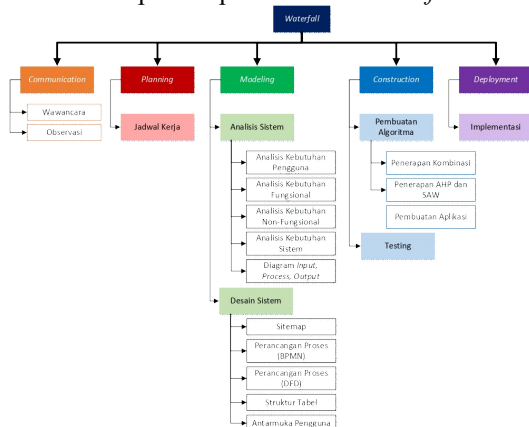 Waterfall
Communication
Planning
Modeling
Construction
Deployment
Wawancara
Observasi
Jadwal Kerja
Analisis Sistem
Analisis Kebutuhan
Pengguna
Analisis Kebutuhan
Fungsional
Analisis Kebutuhan
Non-Fungsional
Analisis Kebutuhan
Sistem
Diagram Input,
Process, Output
Desain Sistem
Sitemap
Perancangan Proses
(BPMN)
Perancangan Proses
(DFD)
Struktur Tabel
Antarmuka Pengguna
Pembuatan
Algoritma
Penerapan Kombinasi
Penerapan AHP dan
SAW
Pembuatan Aplikasi
Testing
Implementasi